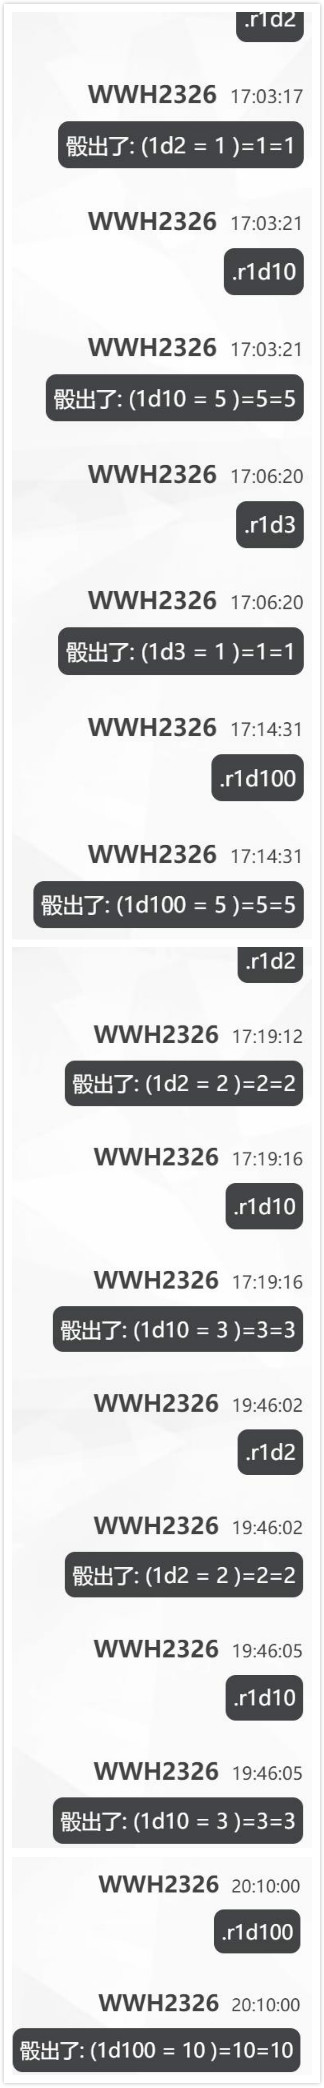 .r1d2
WWH2326 17:03:17
骰出了: (1d2 = 1 )=1=1
WWH2326 17:03:21
.r1d10
WWH2326 17:03:21
骰出了: (1d10 = 5 )=5=5
WWH2326 17:06:20
.r1d3
WWH2326 17:06:20
骰出了: (1d3 = 1 )=1=1
WWH2326 17:14:31
.r1d100
WWH2326 17:14:31
骰出了: (1d100 = 5 )=5=5
.r1d2
WWH2326 17:19:12
骰出了: (1d2 = 2 )=2=2
WWH2326 17:19:16
.r1d10
WWH2326 17:19:16
骰出了: (1d10 = 3 )=3=3
WWH2326 19:46:02
.r1d2
WWH2326 19:46:02
骰出了: (1d2 = 2 )=2=2
WWH2326 19:46:05
.r1d10
WWH2326 19:46:05
骰出了: (1d10 = 3 )=3=3
WWH2326 20:10:00
.r1d100
WWH2326 20:10:00
骰出了: (1d100 = 10 )=10=10